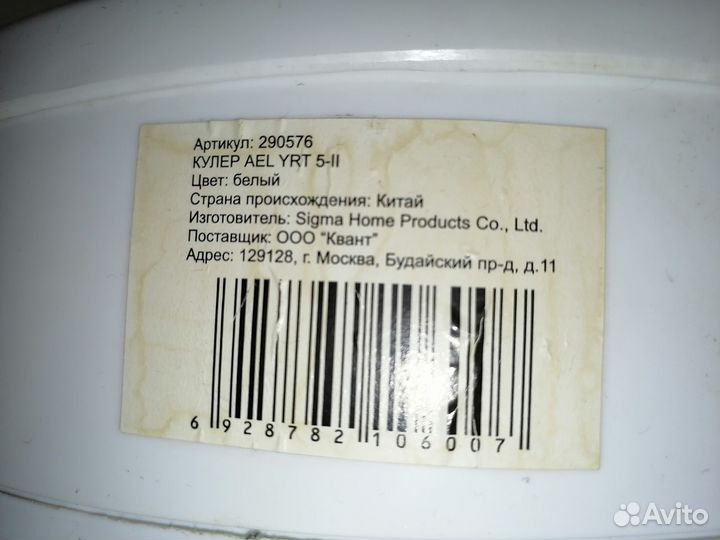 Артикул: 290576
КУЛЕР AEL YRT 5-II
Цвет: белый
Страна происхождения: Китай
Изготовитель: Sigma Home Products Co., Ltd.
Поставщик: ООО "Квант"
Адрес: 129128, г. Москва, Будайский пр-д, д.11
6 928782 106007
Avito